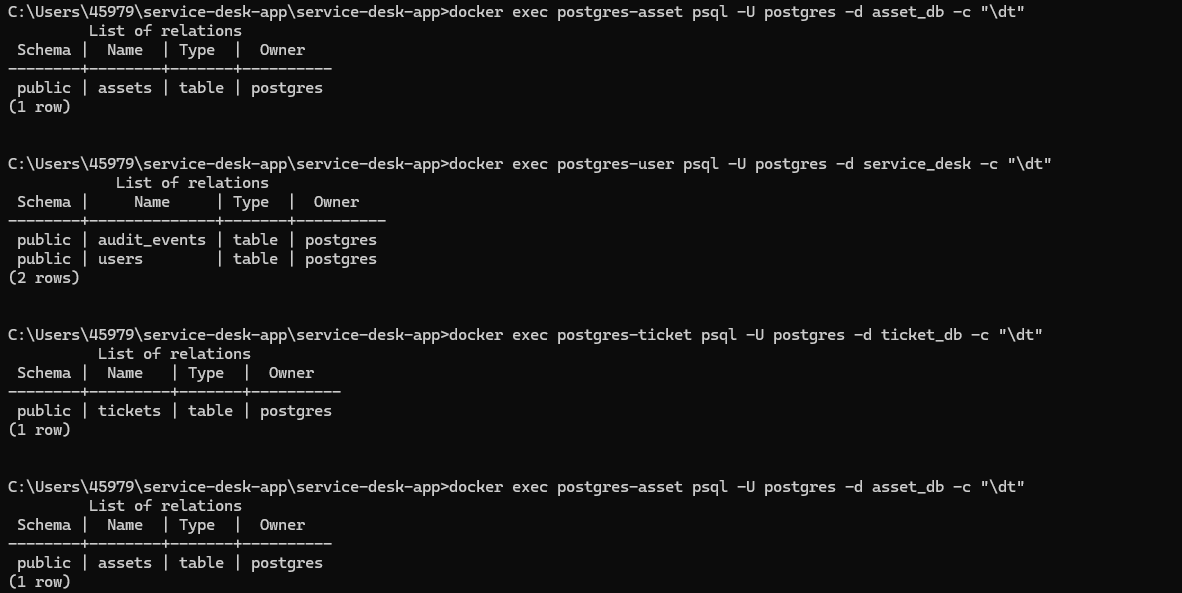 C:\Users\45979\service-desk-app\service-desk-app>docker exec postgres-asset psql -U postgres -d asset_db -c "\dt"
         List of relations
 Schema |  Name  | Type  |  Owner
--------+--------+-------+----------
 public | assets | table | postgres
(1 row)

C:\Users\45979\service-desk-app\service-desk-app>docker exec postgres-user psql -U postgres -d service_desk -c "\dt"
            List of relations
 Schema |     Name     | Type  |  Owner
--------+--------------+-------+----------
 public | audit_events | table | postgres
 public | users        | table | postgres
(2 rows)

C:\Users\45979\service-desk-app\service-desk-app>docker exec postgres-ticket psql -U postgres -d ticket_db -c "\dt"
          List of relations
 Schema |  Name   | Type  |  Owner
--------+---------+-------+----------
 public | tickets | table | postgres
(1 row)

C:\Users\45979\service-desk-app\service-desk-app>docker exec postgres-asset psql -U postgres -d asset_db -c "\dt"
         List of relations
 Schema |  Name  | Type  |  Owner
--------+--------+-------+----------
 public | assets | table | postgres
(1 row)